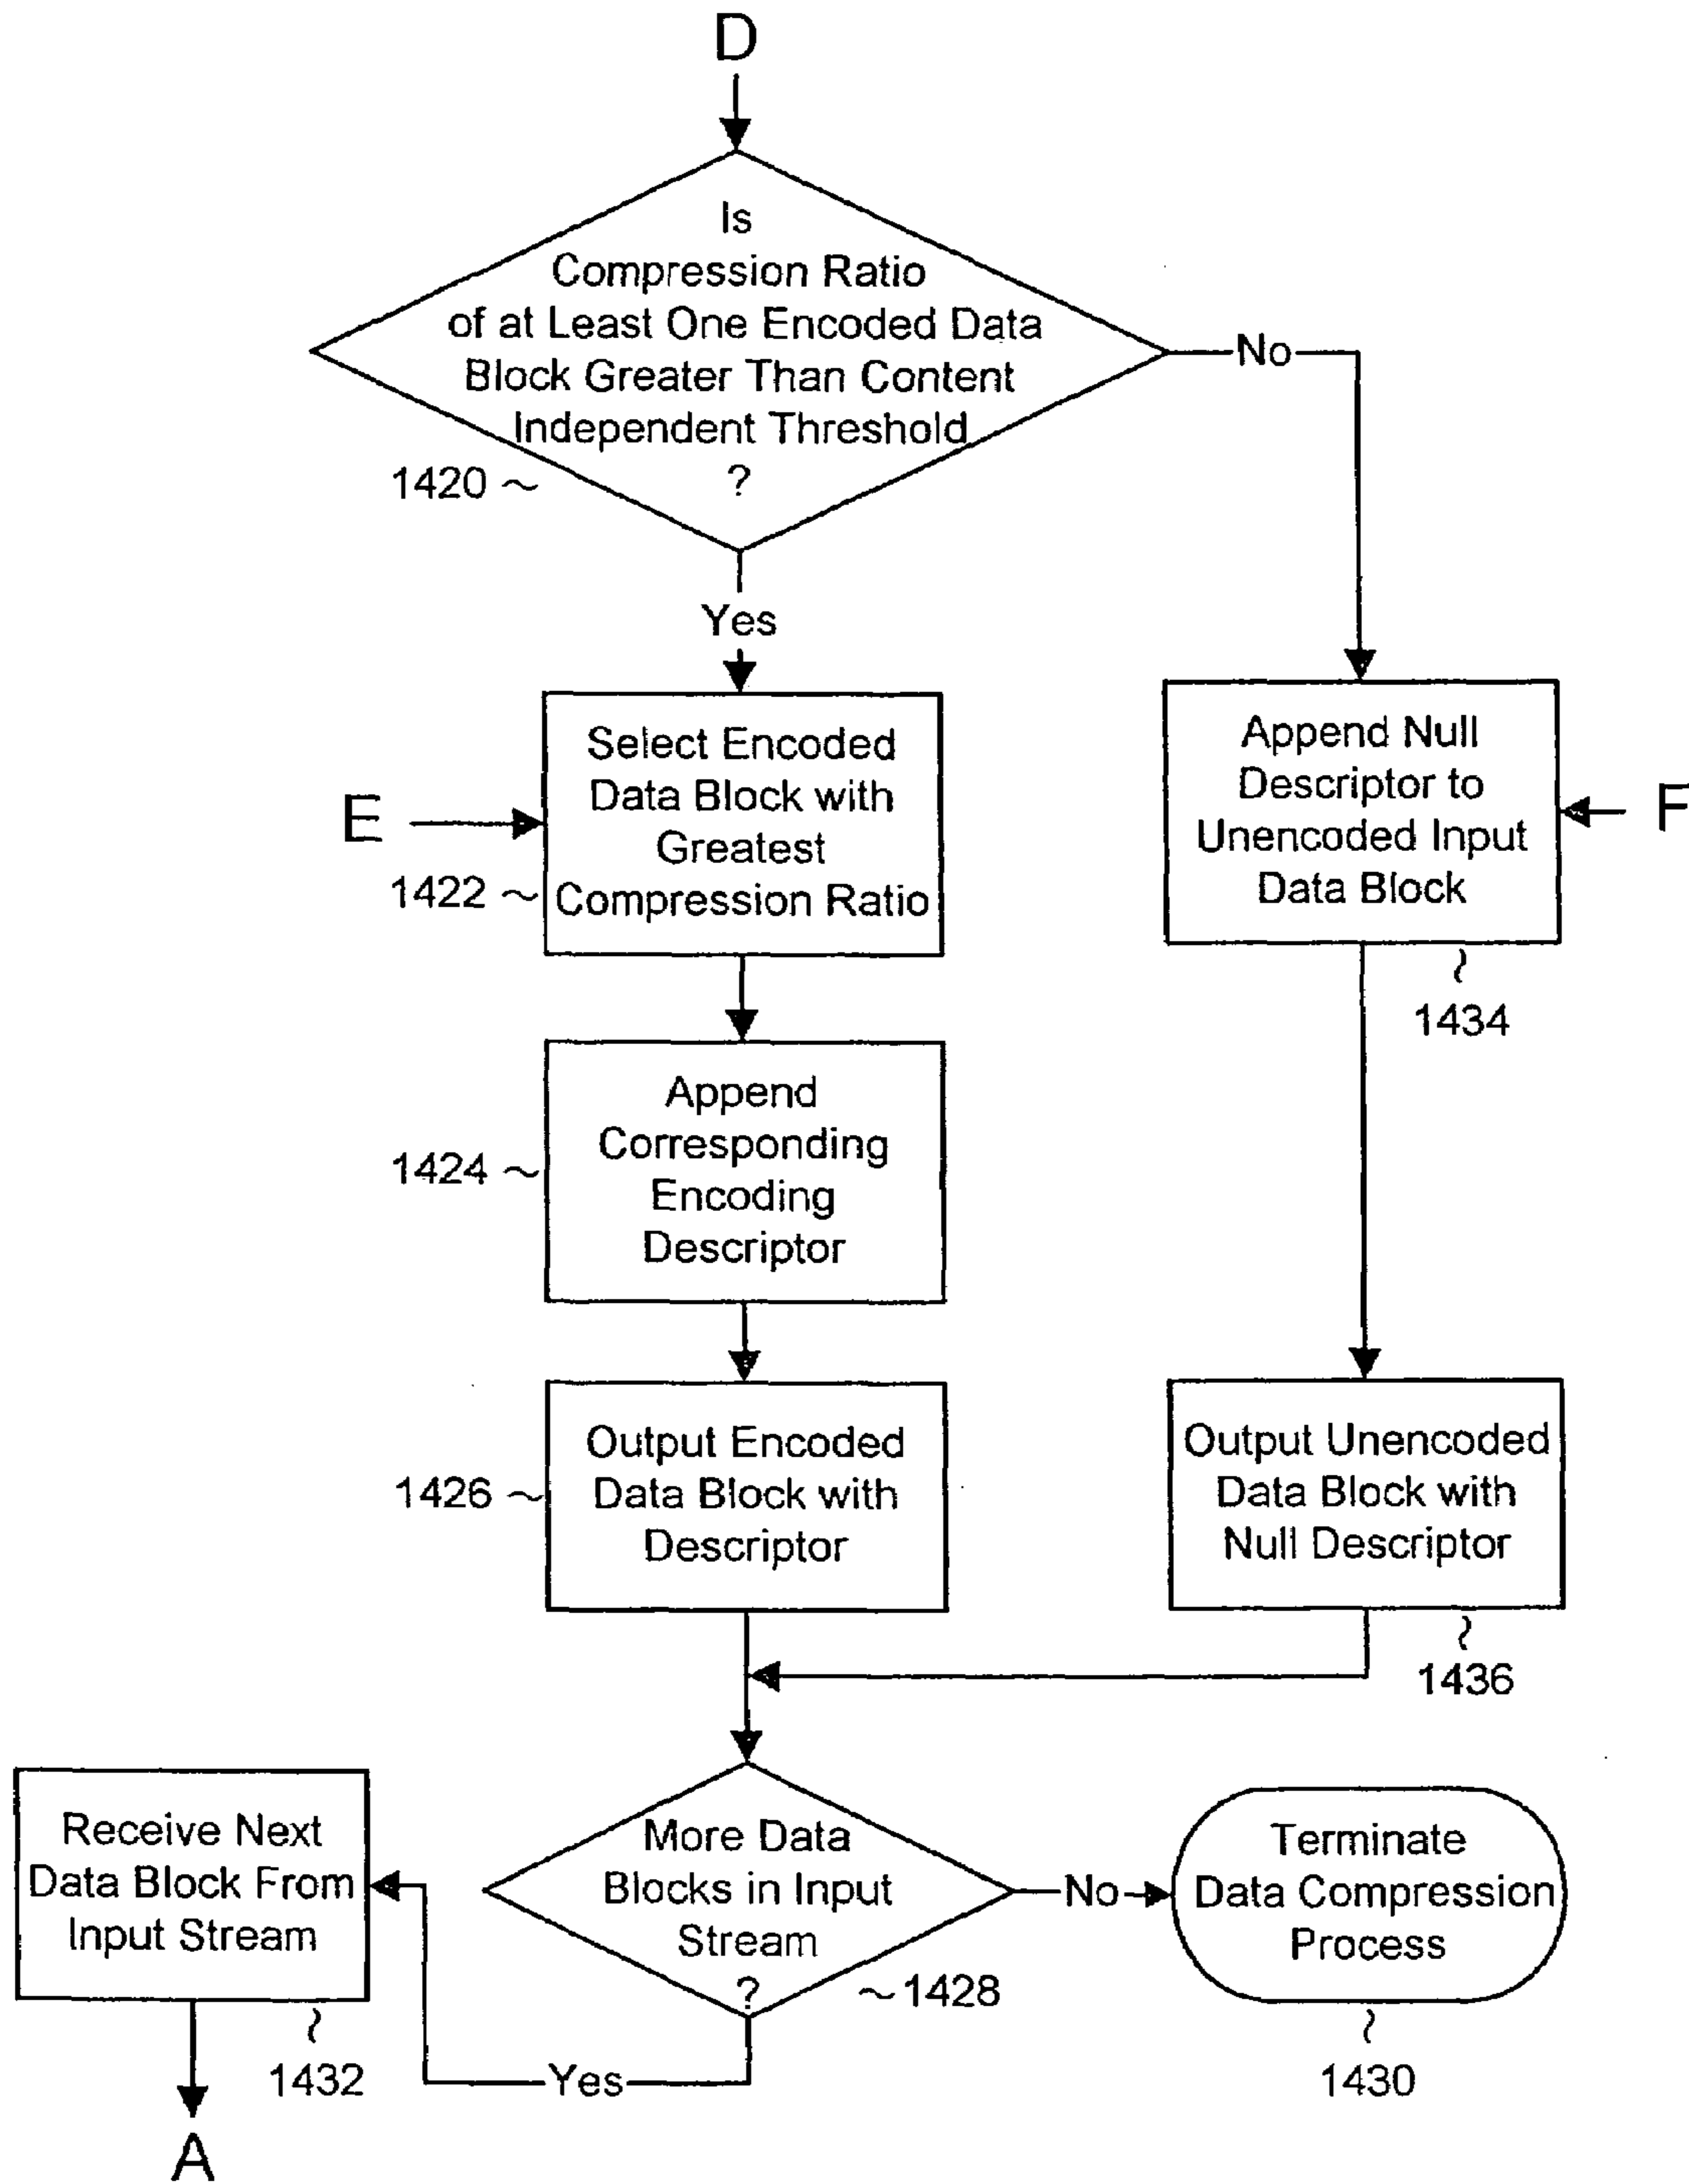 D
Is
Compression Ratio
of at Least One Encoded Data
Block Greater Than Content
Independent Threshold
?
1420 ~
No
Yes
Select Encoded
Data Block with
Greatest
Compression Ratio
E
1422 ~
Append Null
Descriptor to
Unencoded Input
Data Block
F
~
1434
Append
Corresponding
Encoding
Descriptor
1424 ~
Output Encoded
Data Block with
Descriptor
1426 ~
Output Unencoded
Data Block with
Null Descriptor
~
1436
Receive Next
Data Block From
Input Stream
~
1432
More Data
Blocks in Input
Stream
?
~1428
No
Terminate
Data Compression
Process
~
1430
Yes
A